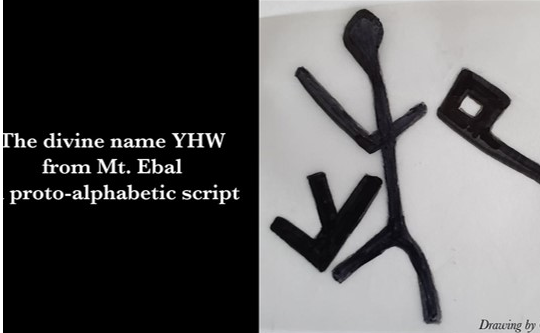 The divine name YHW
from Mt. Ebal
proto-alphabetic script
Drawing by